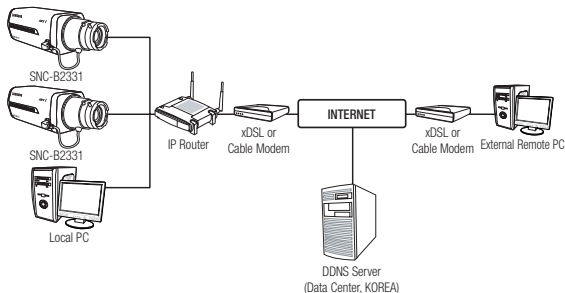 SNC-B2331
SNC-B2331
Local PC
IP Router
xDSL or
Cable Modem
INTERNET
xDSL or
Cable Modem
External Remote PC
DDNS Server
(Data Center, KOREA)